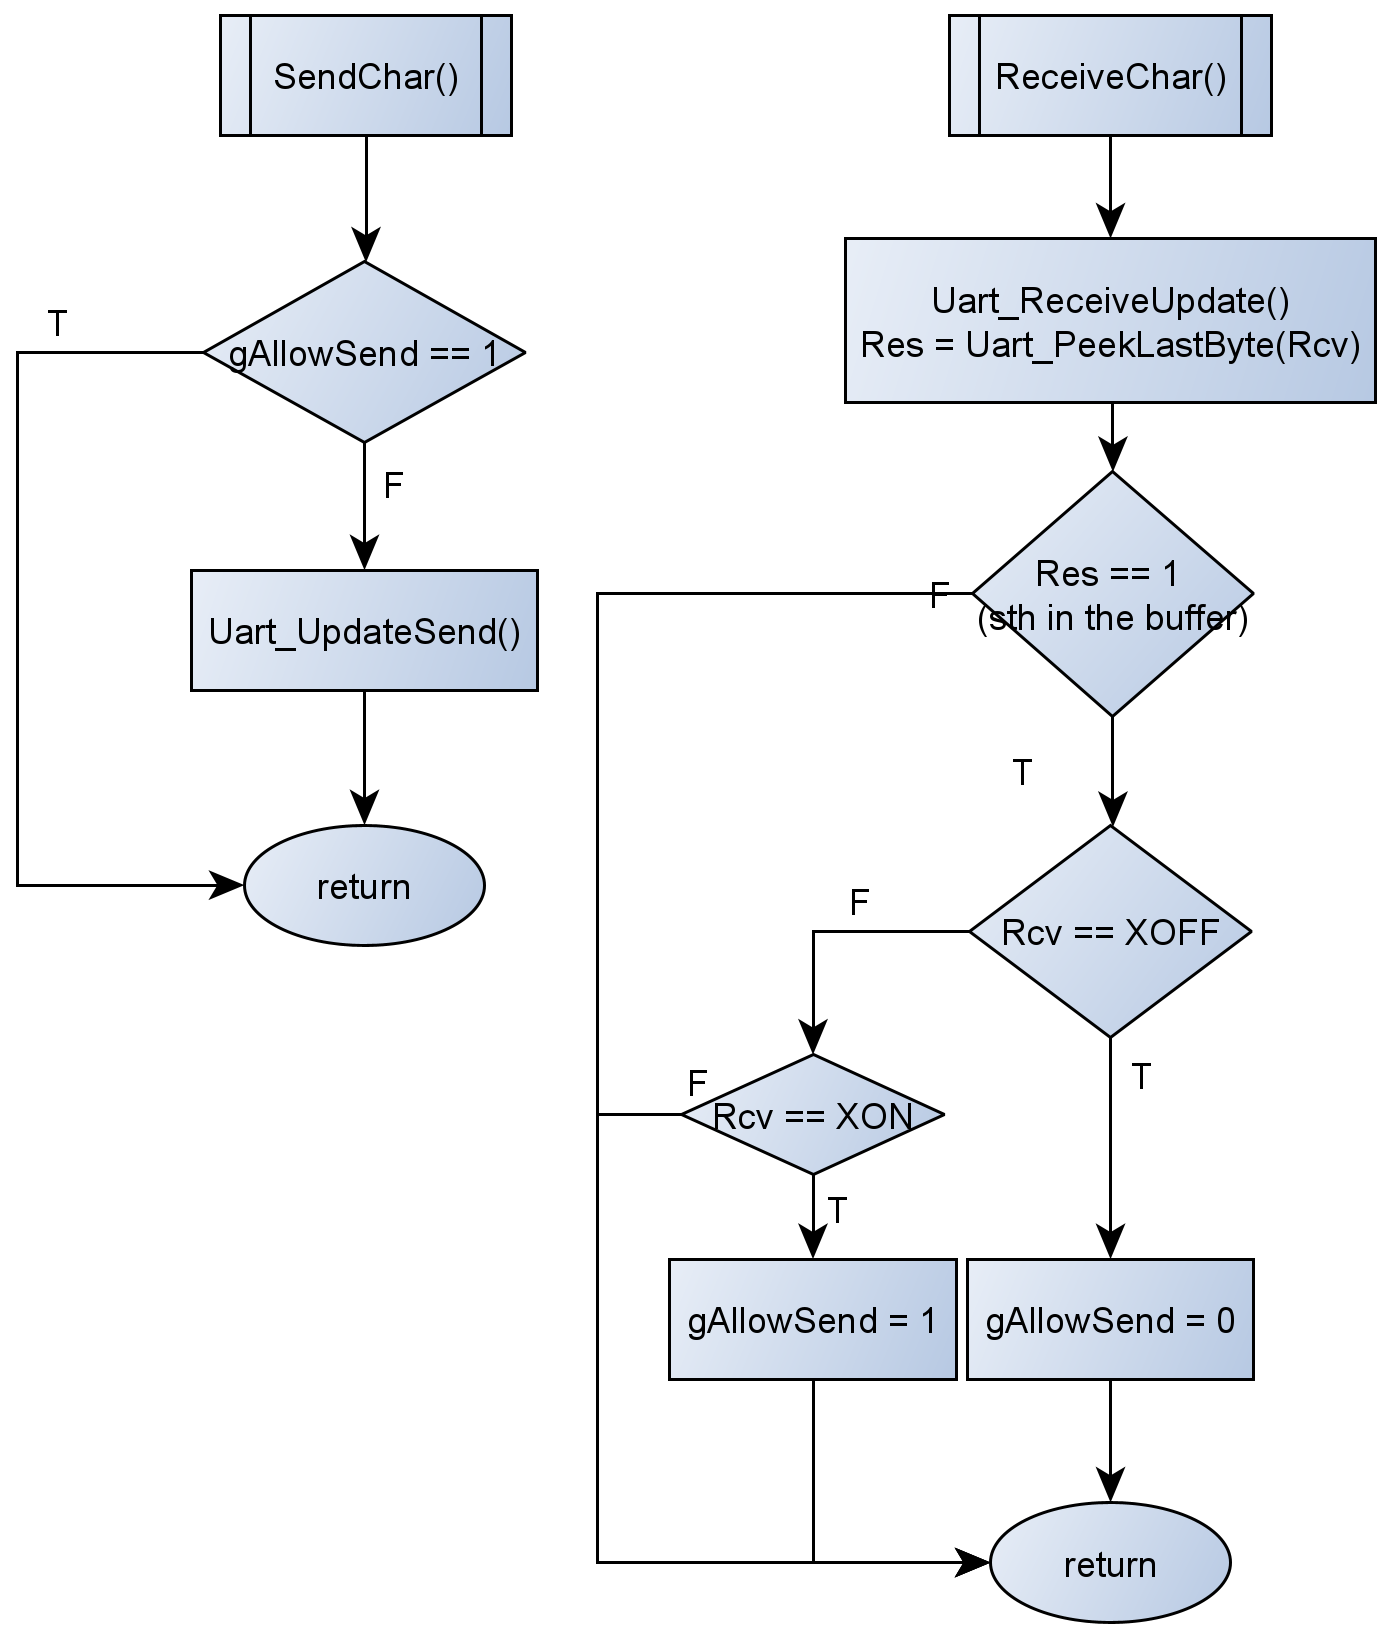 SendChar()
T
gAllowSend == 1
F
Uart_UpdateSend()
return
ReceiveChar()
Uart_ReceiveUpdate()
Res = Uart_PeekLastByte(Rcv)
F
Res == 1
(sth in the buffer)
T
F
Rcv == XOFF
T
F
Rcv == XON
T
gAllowSend = 1
gAllowSend = 0
return